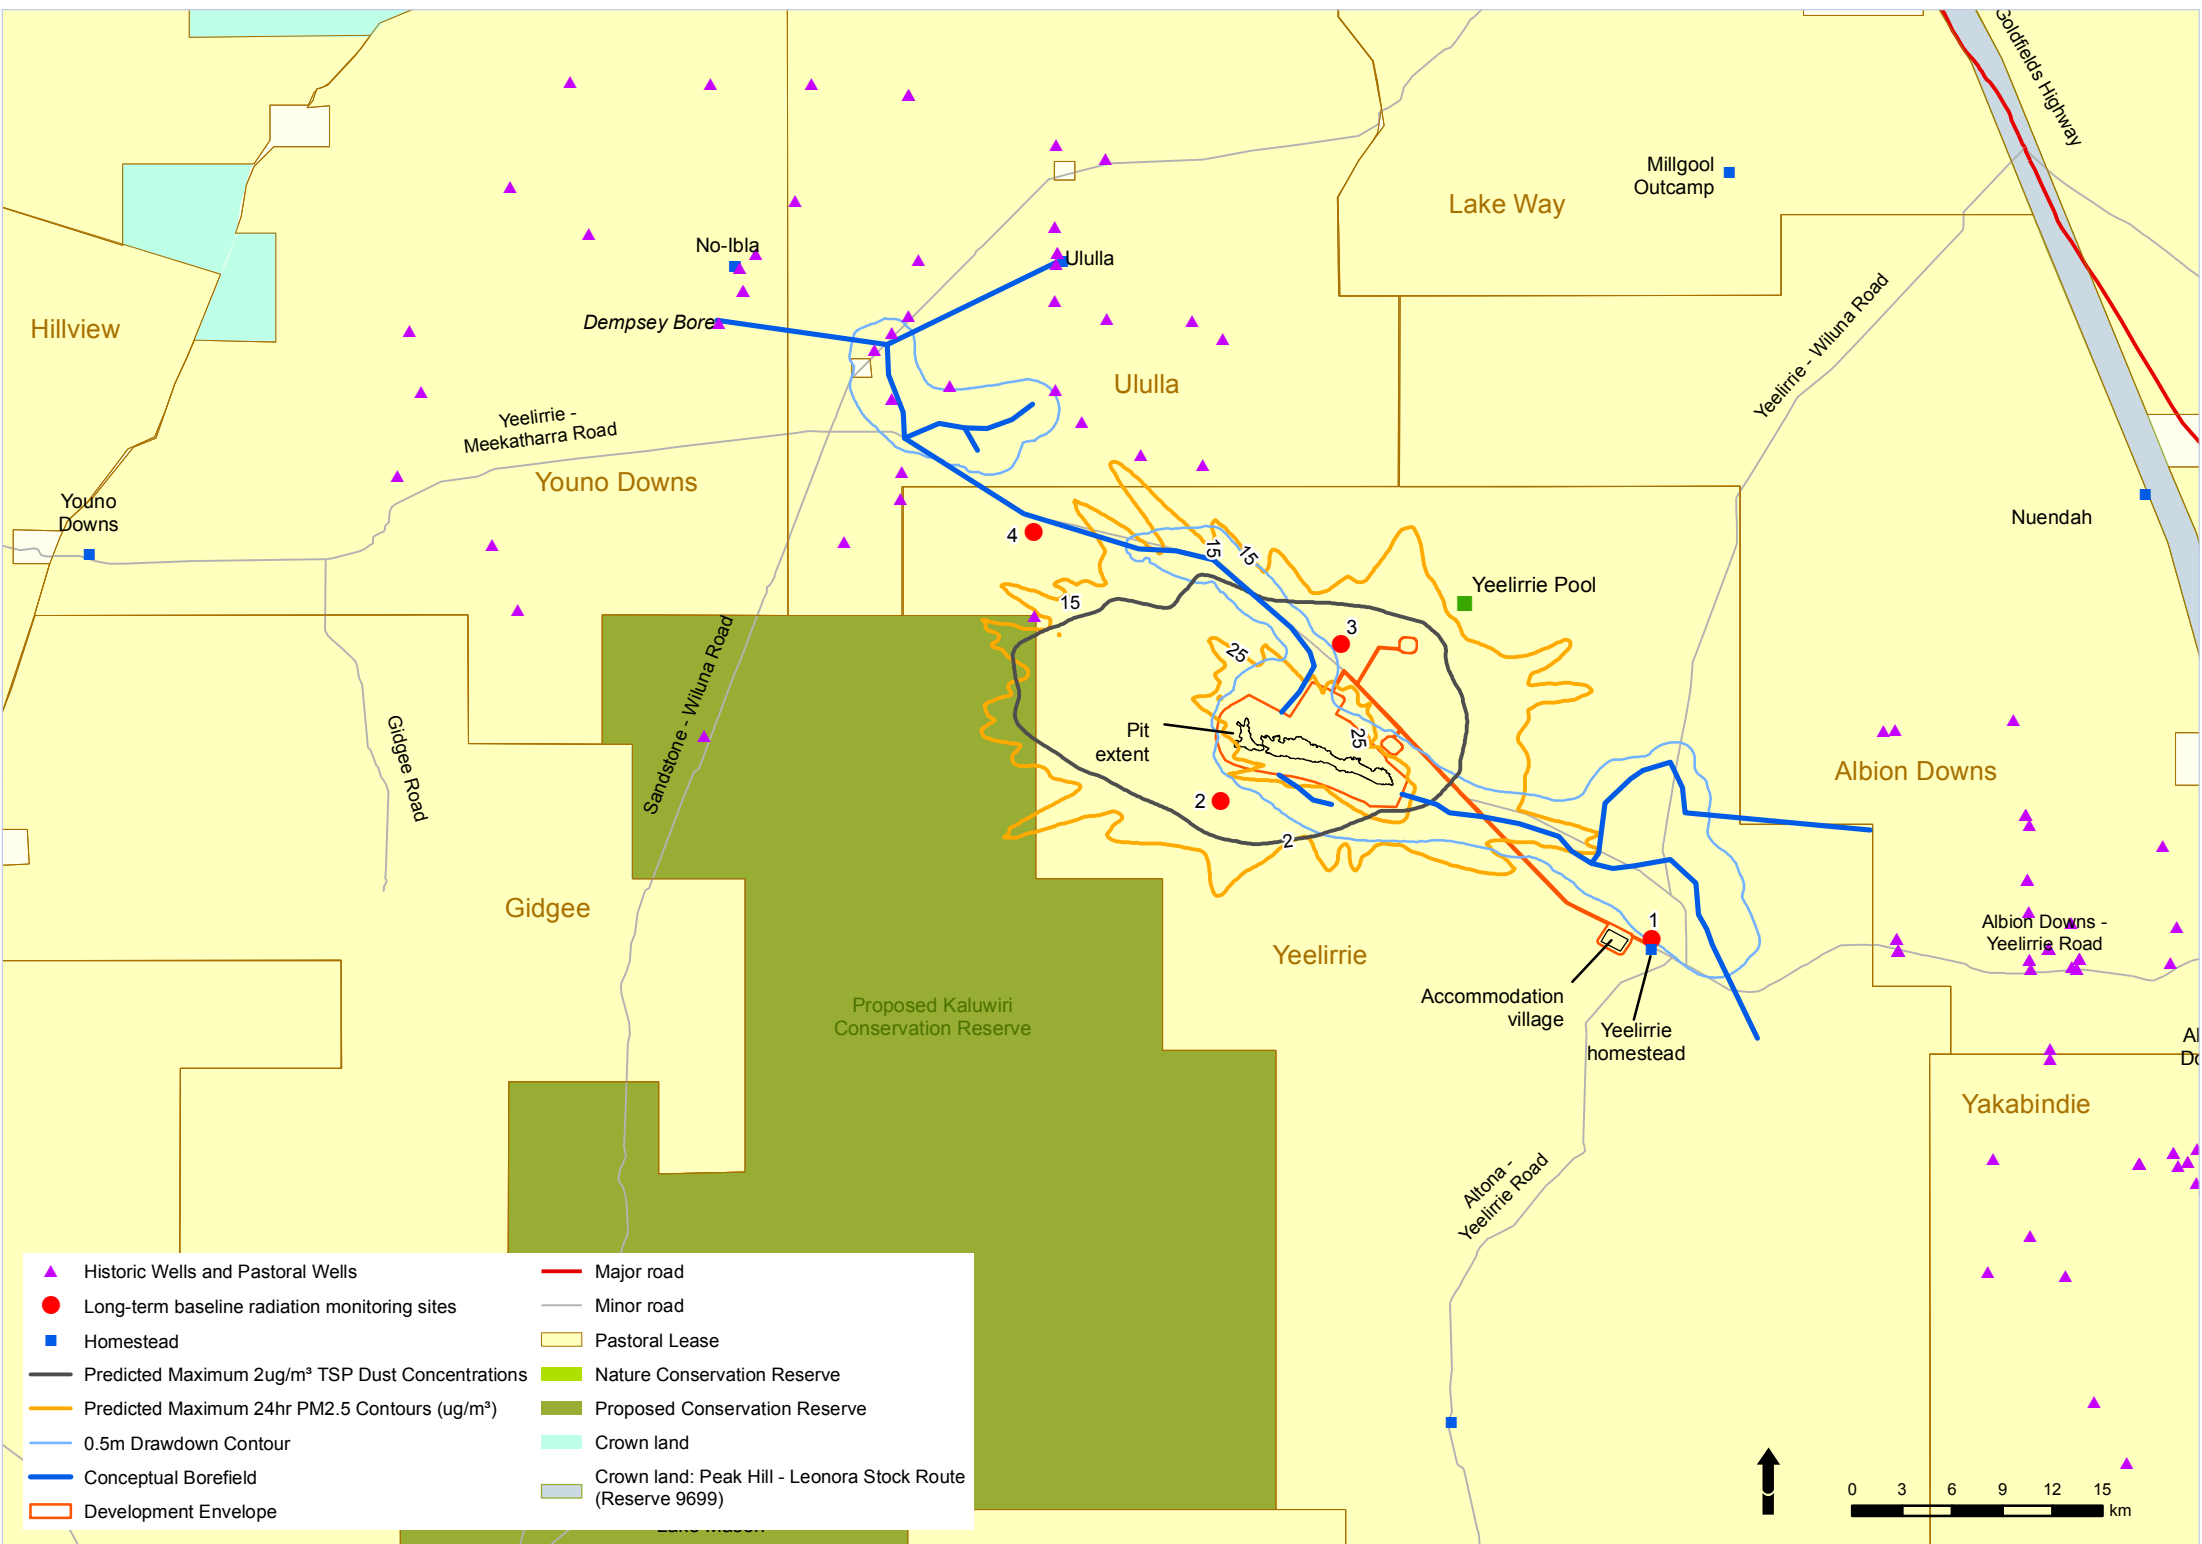 Goldfields Highway
Millgool
Outcamp
Lake Way
No-Ibla
Ululla
Hillview
Dempsey Bore
Yeelirrie - Wiluna Road
Ululla
Yeelirrie -
Meekatharra Road
Youno Downs
Youno
Downs
Nuendah
4
15
15
15
Yeelirrie Pool
3
25
Sandstone - Wiluna Road
Gidgee Road
Pit
extent
25
Albion Downs
2
2
Gidgee
1
Albion Downs -
Yeelirrie Road
Yeelirrie
Proposed Kaluwiri
Conservation Reserve
Accommodation
village
Yeelirrie
homestead
Al
Do
Yakabindie
Altona -
Yeelirrie Road
Historic Wells and Pastoral Wells
Long-term baseline radiation monitoring sites
Homestead
Predicted Maximum 2ug/m³ TSP Dust Concentrations
Predicted Maximum 24hr PM2.5 Contours (ug/m³)
0.5m Drawdown Contour
Conceptual Borefield
Development Envelope
Major road
Minor road
Pastoral Lease
Nature Conservation Reserve
Proposed Conservation Reserve
Crown land
Crown land: Peak Hill - Leonora Stock Route
(Reserve 9699)
0 3 6 9 12 15
km